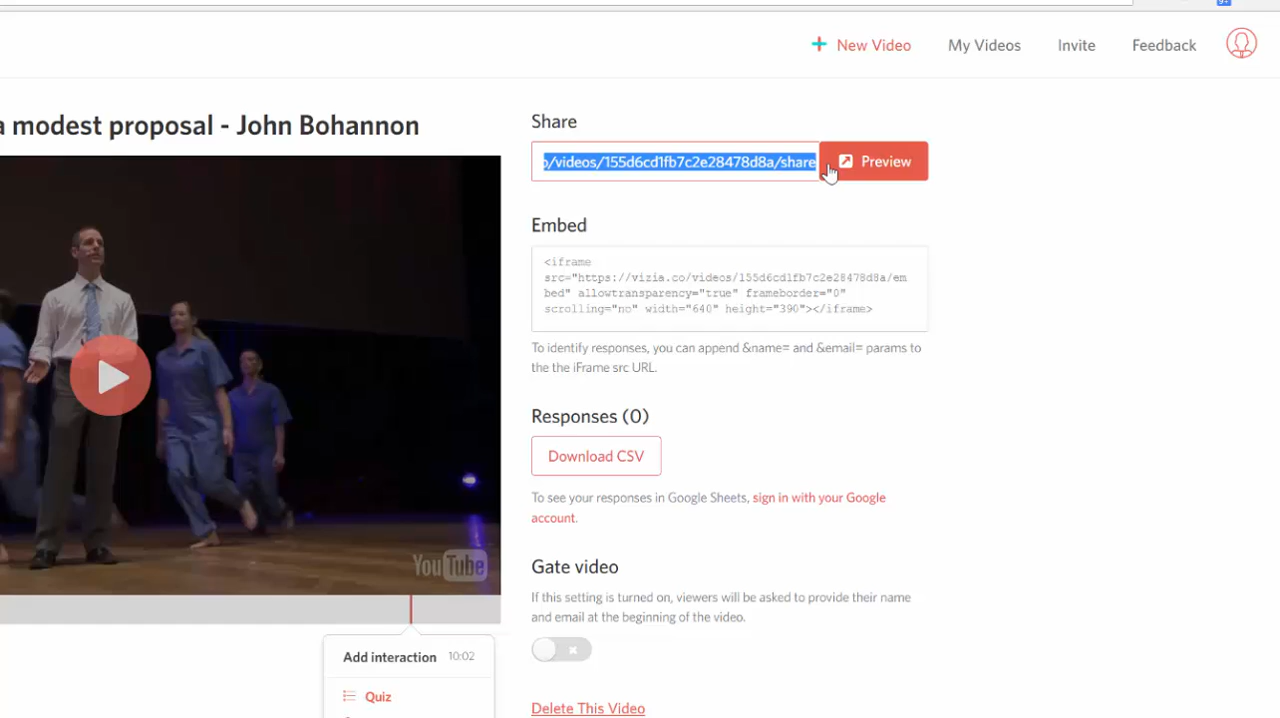 9+
New Video
My Videos
Invite
Feedback
a modest proposal - John Bohannon
Share
o/videos/155d6cd1fb7c2e28478d8a/share
Preview
Embed
<iframe
src="https://vizia.co/videos/155d6cd1fb7c2e28478d8a/em
bed" allowtransparency="true" frameborder="0"
scrolling="no" width="640" height="390"></iframe>
To identify responses, you can append &name= and &email= params to
the the iFrame src URL.
Responses (0)
Download CSV
To see your responses in Google Sheets, sign in with your Google
account.
Gate video
If this setting is turned on, viewers will be asked to provide their name
and email at the beginning of the video.
YouTube
Add interaction 10:02
Quiz
Delete This Video